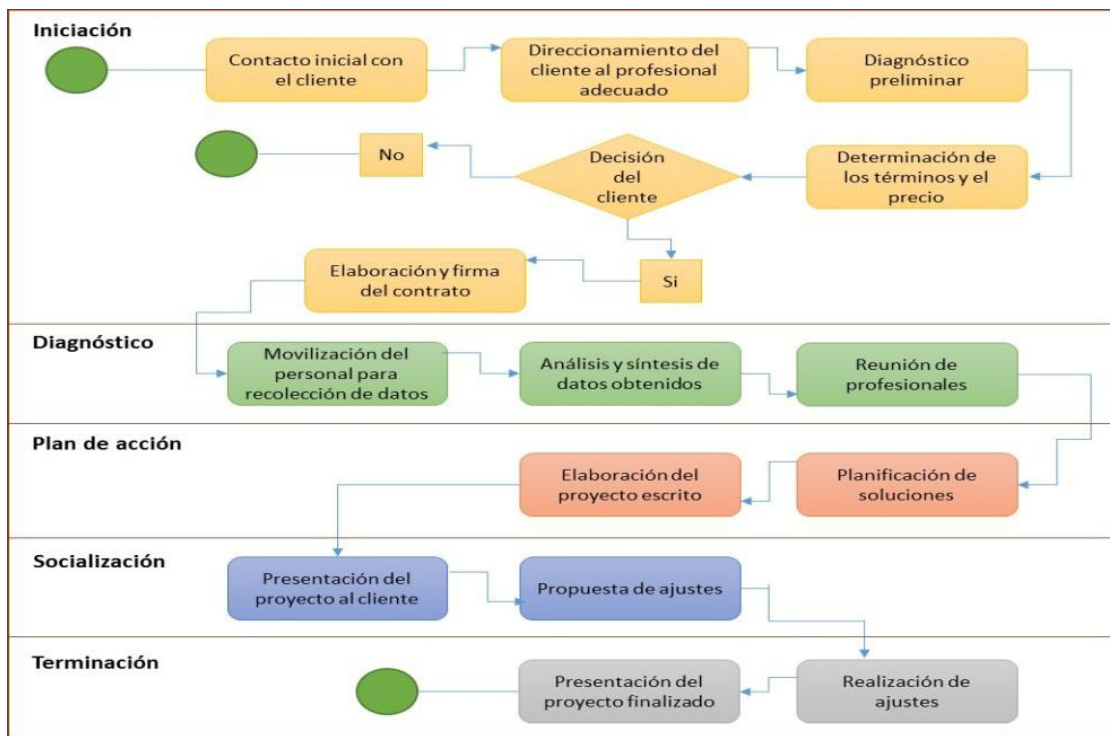 Iniciación
Contacto inicial con
el cliente
Direccionamiento del
cliente al profesional
adecuado
Diagnóstico
preliminar
No
Decisión
del
cliente
Determinación de
los términos y el
precio
Elaboración y firma
del contrato
Si
Diagnóstico
Movilización del
personal para
recolección de datos
Análisis y síntesis de
datos obtenidos
Reunión de
profesionales
Plan de acción
Elaboración del
proyecto escrito
Planificación de
soluciones
Socialización
Presentación del
proyecto al cliente
Propuesta de ajustes
Terminación
Presentación del
proyecto finalizado
Realización de
ajustes